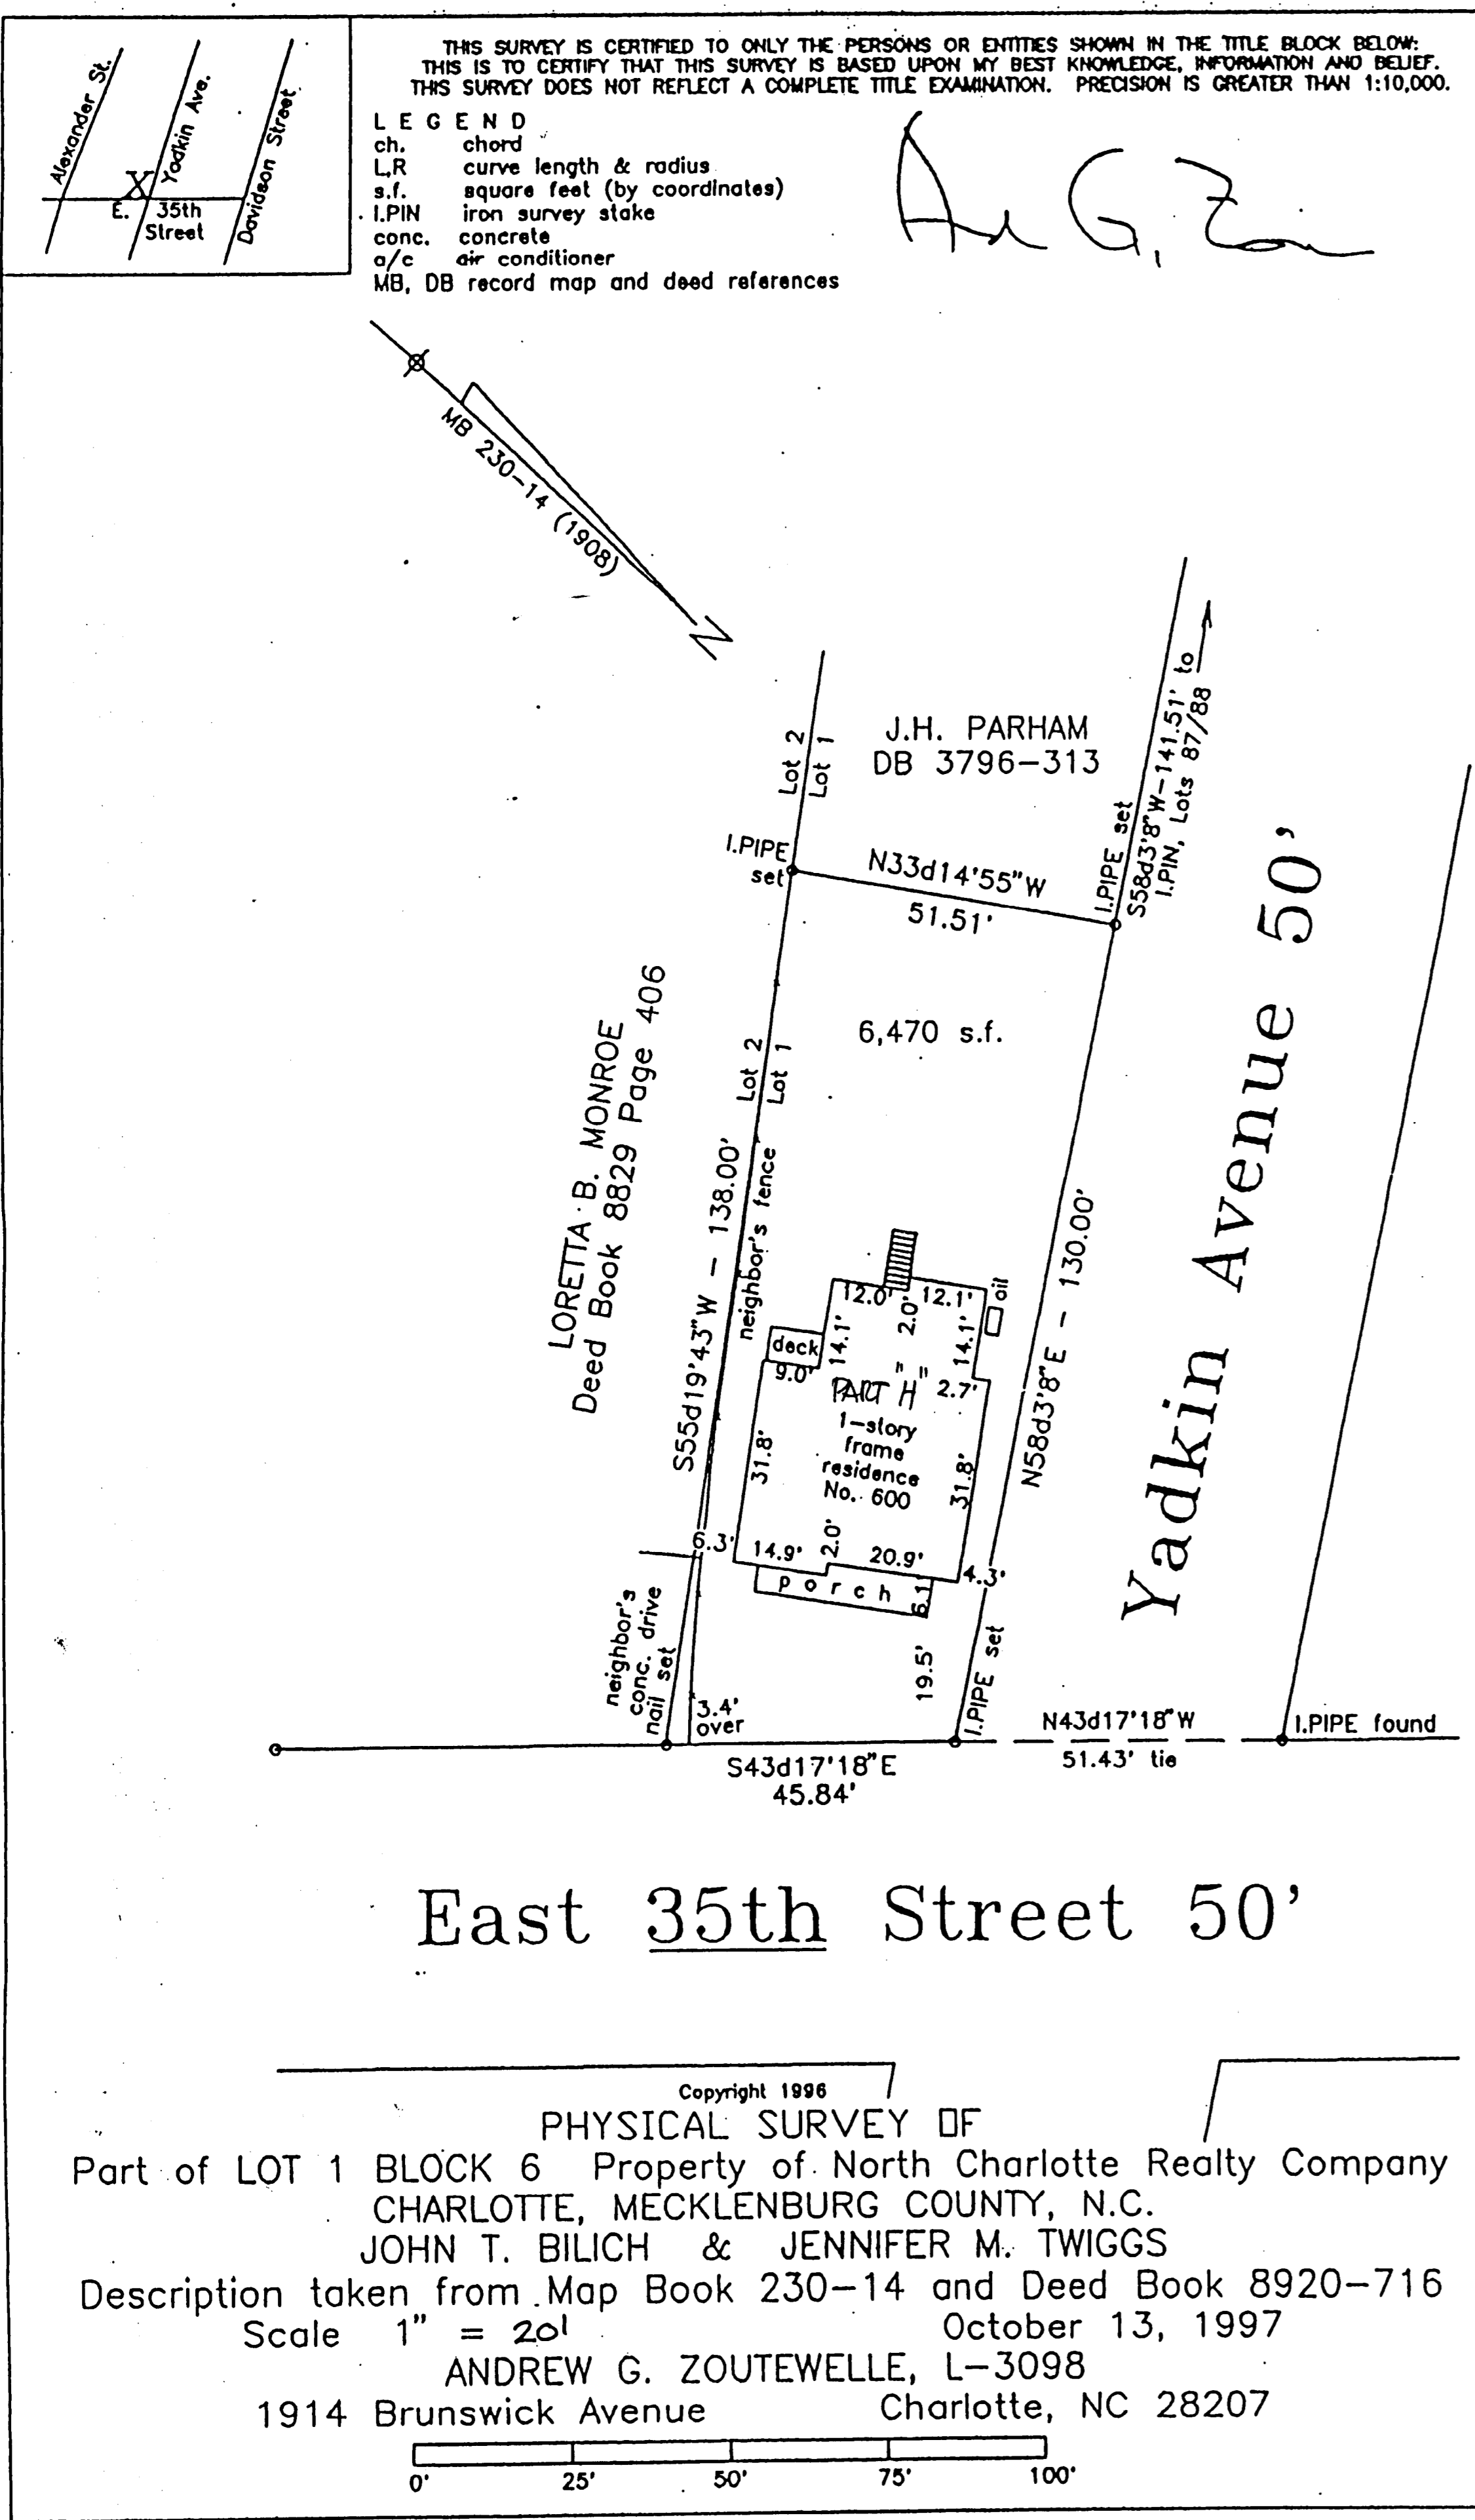 THIS SURVEY IS CERTIFIED TO ONLY THE PERSONS OR ENTITIES SHOWN IN THE TITLE BLOCK BELOW:
THIS IS TO CERTIFY THAT THIS SURVEY IS BASED UPON MY BEST KNOWLEDGE, INFORMATION AND BELIEF.
THIS SURVEY DOES NOT REFLECT A COMPLETE TITLE EXAMINATION. PRECISION IS GREATER THAN 1:10,000.
Alexander St.
Yadkin Ave.
Davidson Street
X
E. 35th
Street
LEGEND
ch. chord
L,R curve length & radius
s.f. square feet (by coordinates)
I.PIN iron survey stake
conc. concrete
a/c air conditioner
MB, DB record map and deed references
MB 230-14 (1908)
N
J.H. PARHAM
DB 3796-313
Lot 2
Lot 1
I.PIPE set
S58d3'8"W-141.51' to
I.PIN, Lots 87/88
I.PIPE
set
N33d14'55"W
51.51'
Yadkin Avenue 50'
6,470 s.f.
LORETTA B. MONROE
Deed Book 8829 Page 406
Lot 2
Lot 1
S55d19'43"W - 138.00'
neighbor's fence
N58d3'8"E - 130.00'
oil
12.0'
2.0'
12.1'
14.1'
14.1'
deck
9.0'
PART "H"
2.7'
1-story
frame
residence
No. 600
31.8'
31.8'
6.3'
14.9'
2.0'
20.9'
4.3'
porch
6.1
neighbor's
conc. drive
nail set
19.5'
I.PIPE set
3.4'
over
N43d17'18"W
51.43' tie
I.PIPE found
S43d17'18"E
45.84'
East 35th Street 50'
Copyright 1996
PHYSICAL SURVEY OF
Part of LOT 1 BLOCK 6 Property of North Charlotte Realty Company
CHARLOTTE, MECKLENBURG COUNTY, N.C.
JOHN T. BILICH & JENNIFER M. TWIGGS
Description taken from Map Book 230-14 and Deed Book 8920-716
Scale 1" = 20' October 13, 1997
ANDREW G. ZOUTEWELLE, L-3098
1914 Brunswick Avenue Charlotte, NC 28207
0' 25' 50' 75' 100'